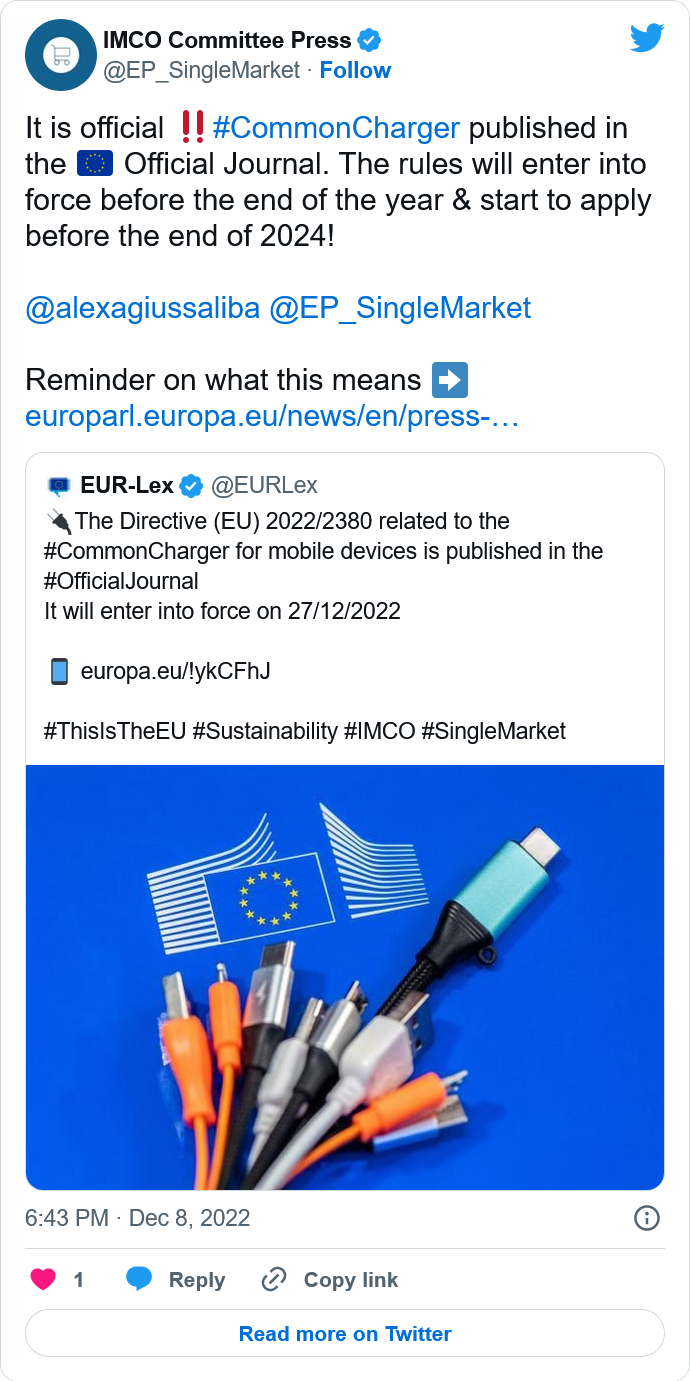 IMCO Committee Press
@EP_SingleMarket · Follow
It is official ‼️ #CommonCharger published in
the 🇪🇺 Official Journal. The rules will enter into
force before the end of the year & start to apply
before the end of 2024!
@alexagiussaliba @EP_SingleMarket
Reminder on what this means ➡️
europarl.europa.eu/news/en/press-…
EUR-Lex @EURLex
🔌The Directive (EU) 2022/2380 related to the
#CommonCharger for mobile devices is published in the
#OfficialJournal
It will enter into force on 27/12/2022
📱 europa.eu/!ykCFhJ
#ThisIsTheEU #Sustainability #IMCO #SingleMarket
6:43 PM · Dec 8, 2022
1 Reply Copy link
Read more on Twitter